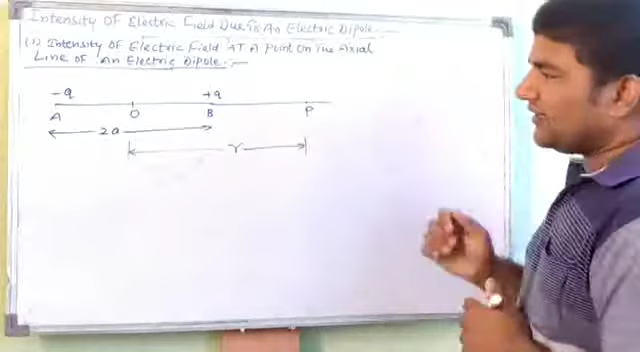 Intensity Of Electric Field Due To An Electric Dipole.
(1) Intensity Of Electric Field AT A Point On The Axial
Line Of An Electric Dipole :-
-q +q
A O B P
2a
r